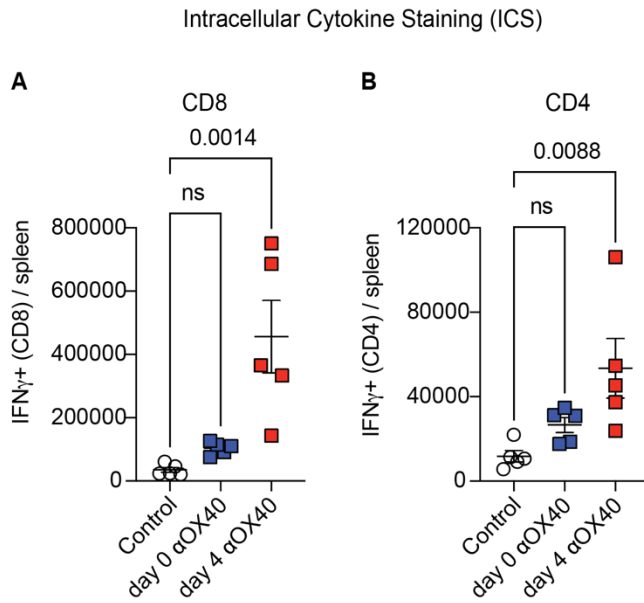 Intracellular Cytokine Staining (ICS)
A
CD8
0.0014
ns
IFNγ+ (CD8) / spleen
800000
600000
400000
200000
0
Control
day 0 αOX40
day 4 αOX40
B
CD4
0.0088
ns
IFNγ+ (CD4) / spleen
120000
80000
40000
0
Control
day 0 αOX40
day 4 αOX40